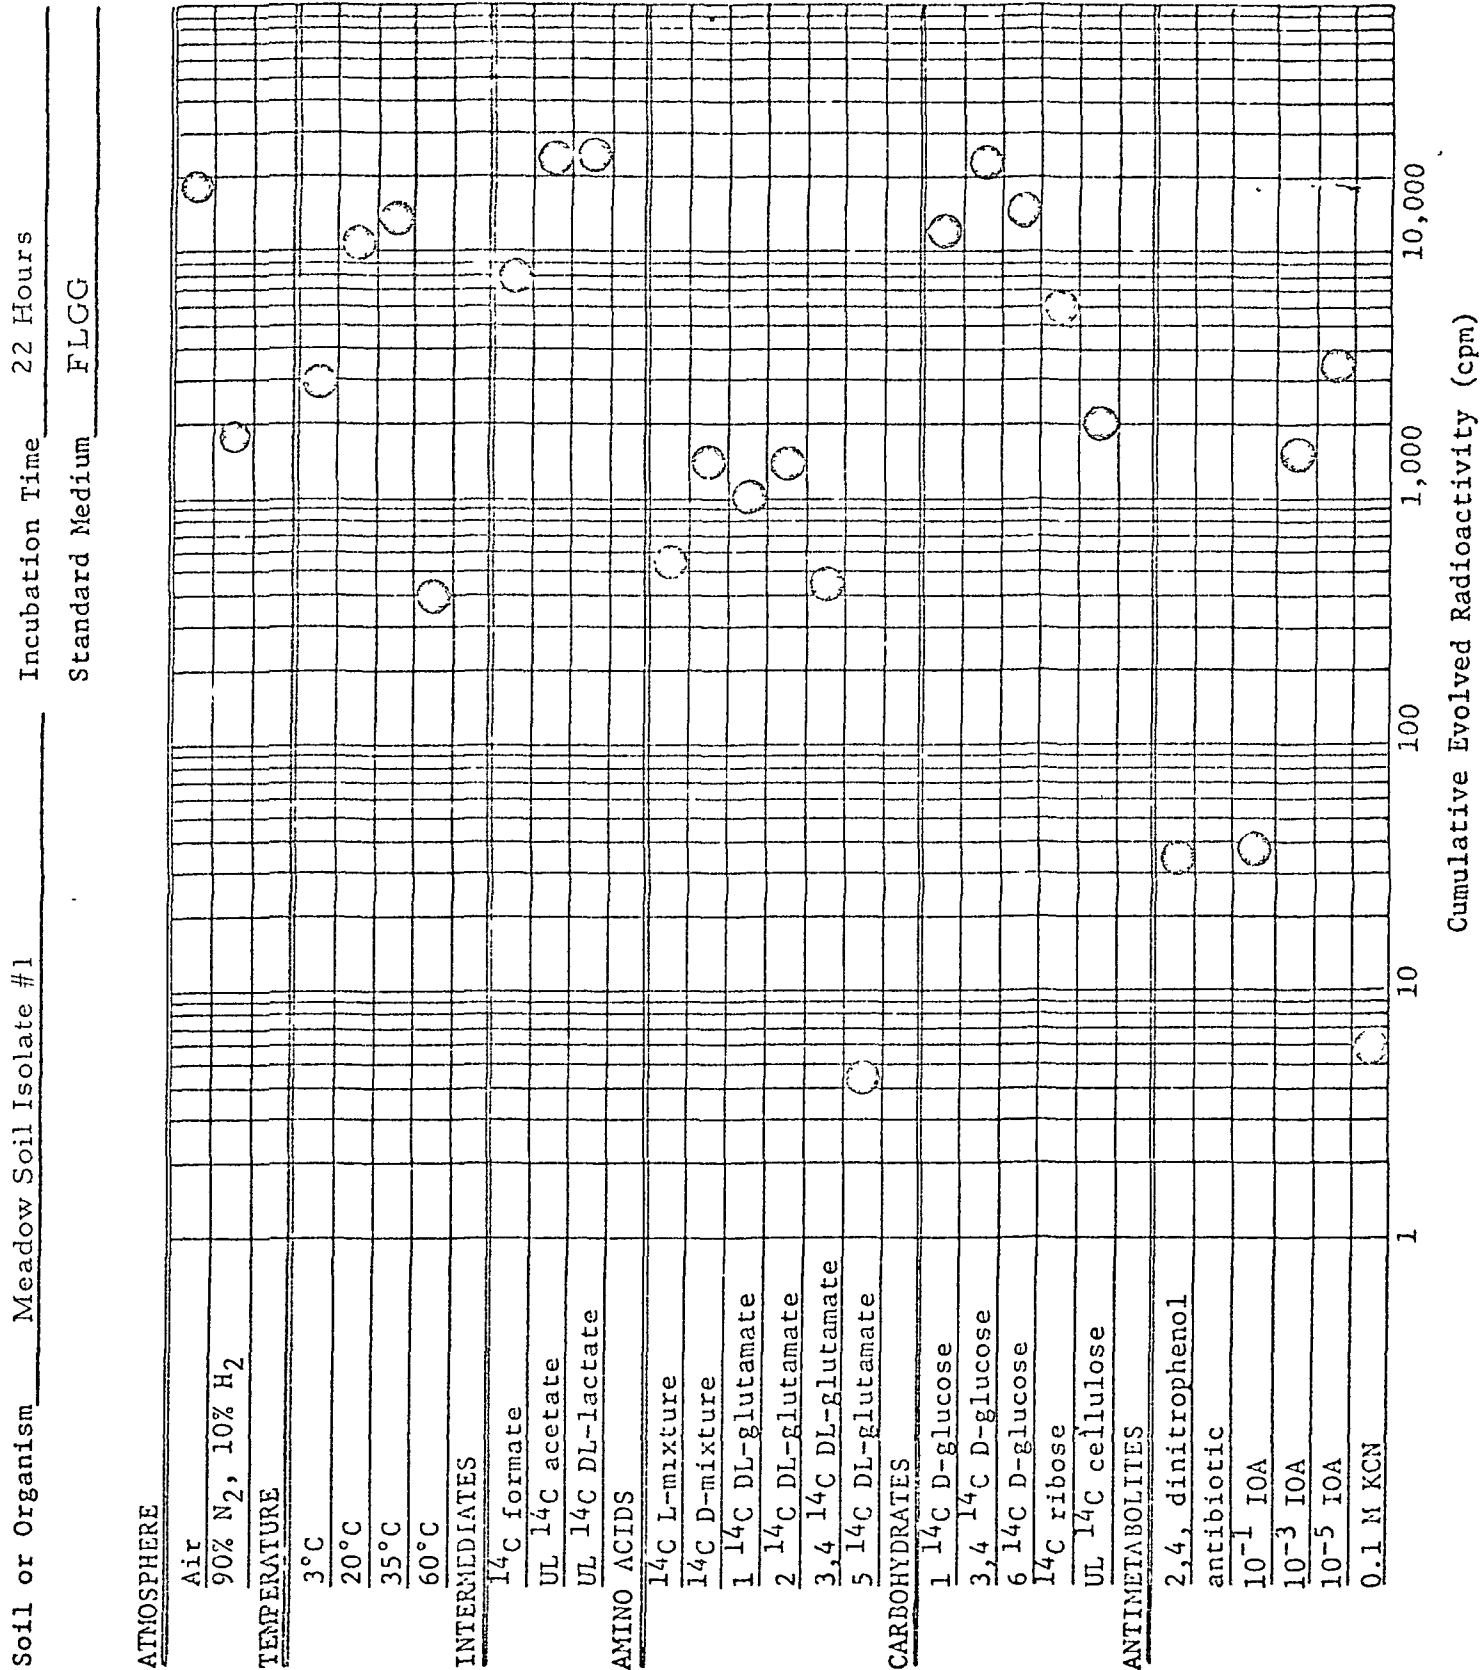 Soil or Organism Meadow Soil Isolate #1
Incubation Time 22 Hours
Standard Medium FLGG
ATMOSPHERE
Air
90% N2, 10% H2
TEMPERATURE
3°C
20°C
35°C
60°C
INTERMEDIATES
14C formate
UL 14C acetate
UL 14C DL-lactate
AMINO ACIDS
14C L-mixture
14C D-mixture
1 14C DL-glutamate
2 14C DL-glutamate
3,4 14C DL-glutamate
5 14C DL-glutamate
CARBOHYDRATES
1 14C D-glucose
3,4 14C D-glucose
6 14C D-glucose
14C ribose
UL 14C cellulose
ANTIMETABOLITES
2,4, dinitrophenol
antibiotic
10-1 IOA
10-3 IOA
10-5 IOA
0.1 M KCN
1 10 100 1,000 10,000
Cumulative Evolved Radioactivity (cpm)